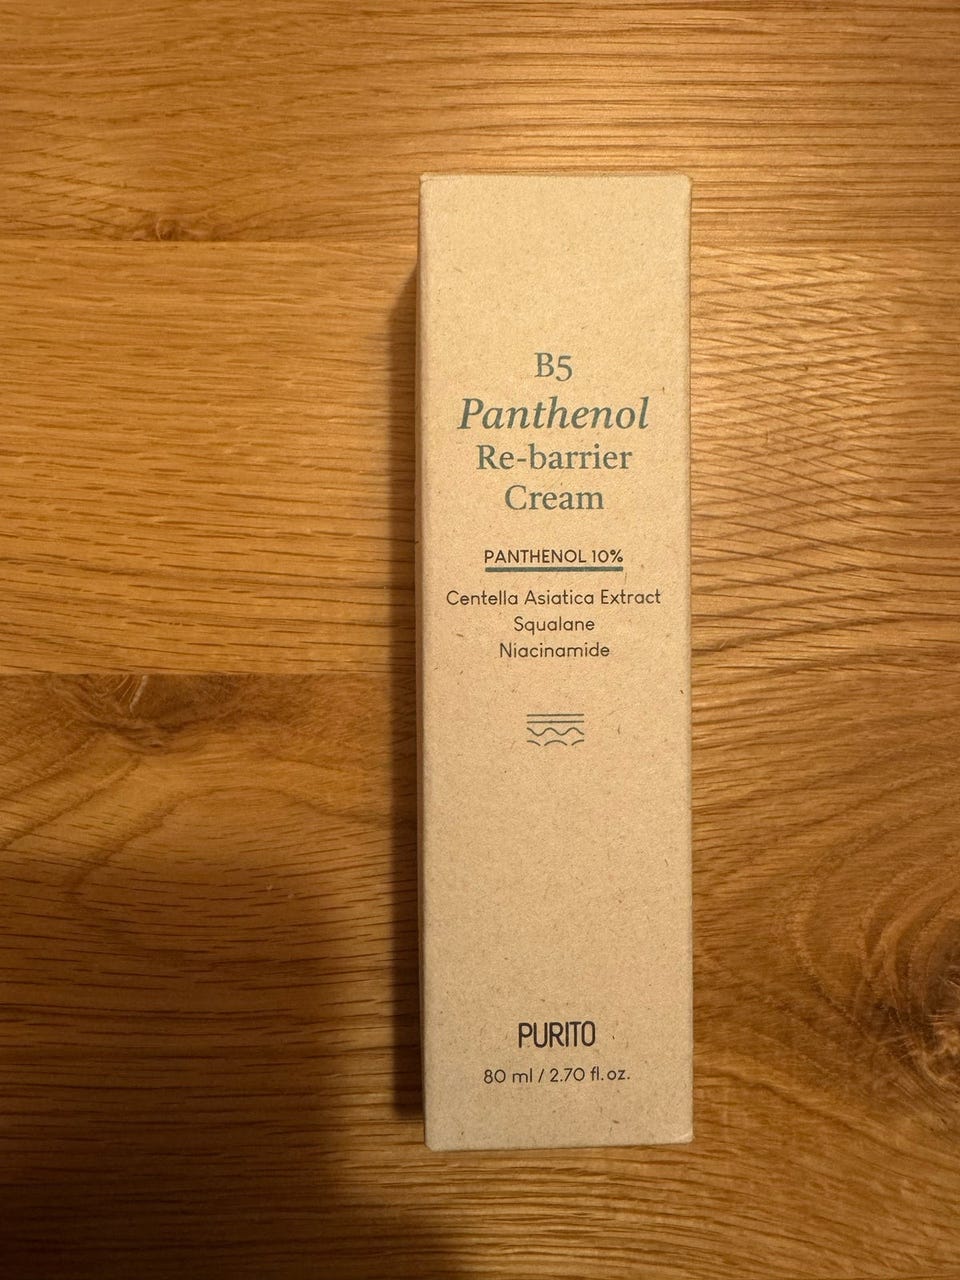 B5
Panthenol
Re-barrier
Cream
PANTHENOL 10%
Centella Asiatica Extract
Squalane
Niacinamide
PURITO
80 ml / 2.70 fl. oz.